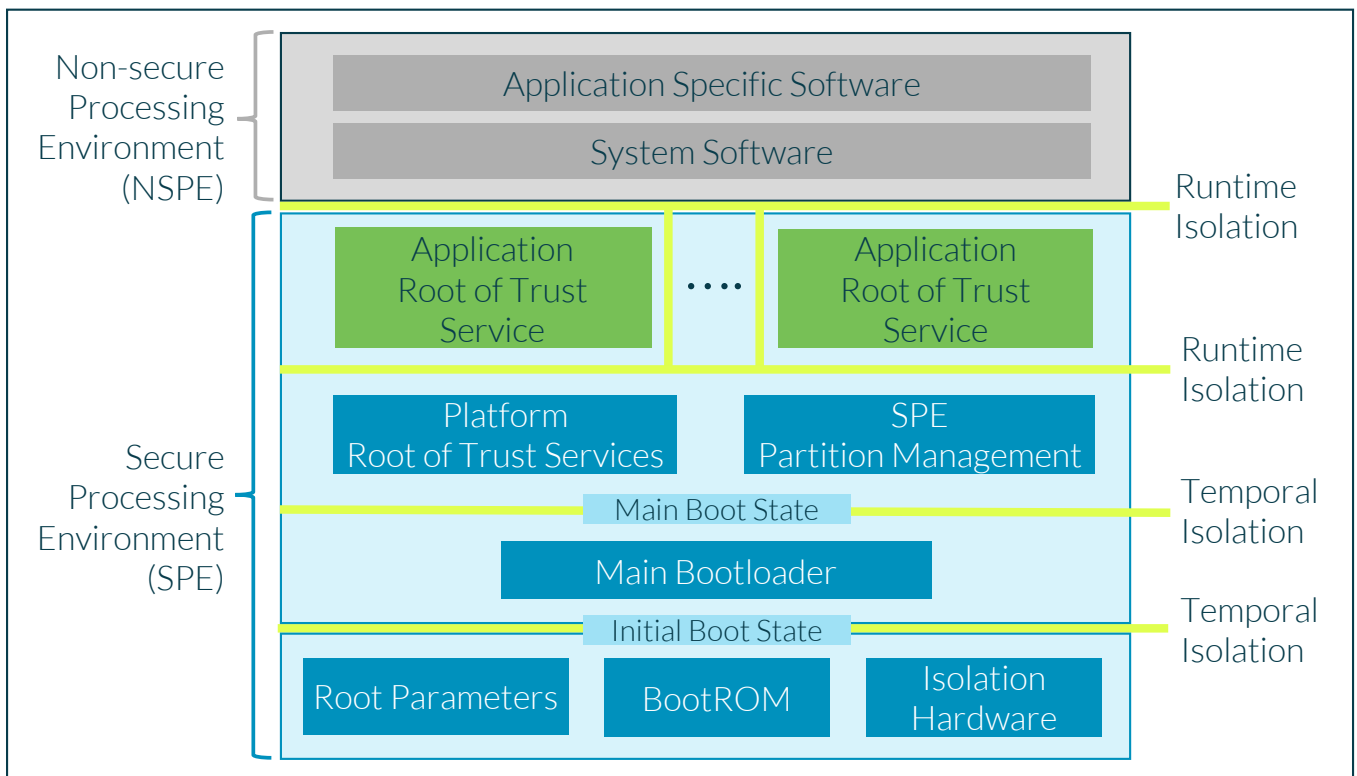 Non-secure
Processing
Environment
(NSPE)
Application Specific Software
System Software
Runtime
Isolation
Application
Root of Trust
Service
....
Application
Root of Trust
Service
Runtime
Isolation
Platform
Root of Trust Services
SPE
Partition Management
Secure
Processing
Environment
(SPE)
Main Boot State
Temporal
Isolation
Main Bootloader
Initial Boot State
Temporal
Isolation
Root Parameters
BootROM
Isolation
Hardware